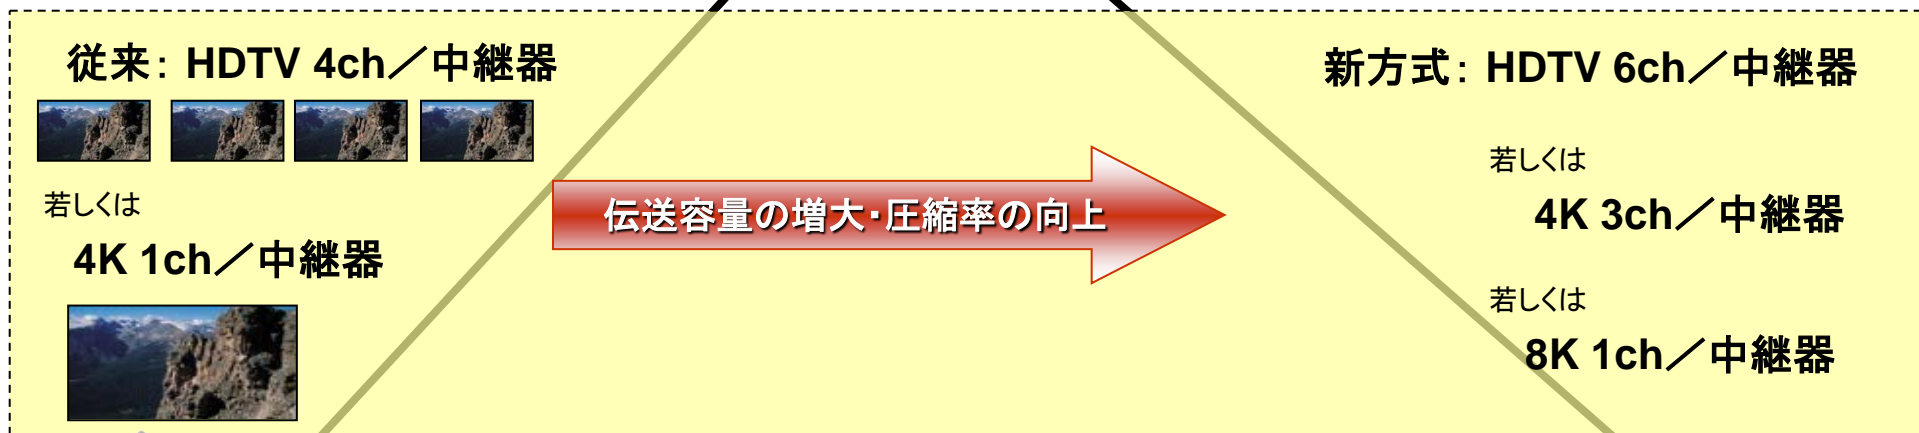 従来：HDTV 4ch／中継器
若しくは
4K 1ch／中継器
伝送容量の増大・圧縮率の向上
新方式：HDTV 6ch／中継器
若しくは
4K 3ch／中継器
若しくは
8K 1ch／中継器